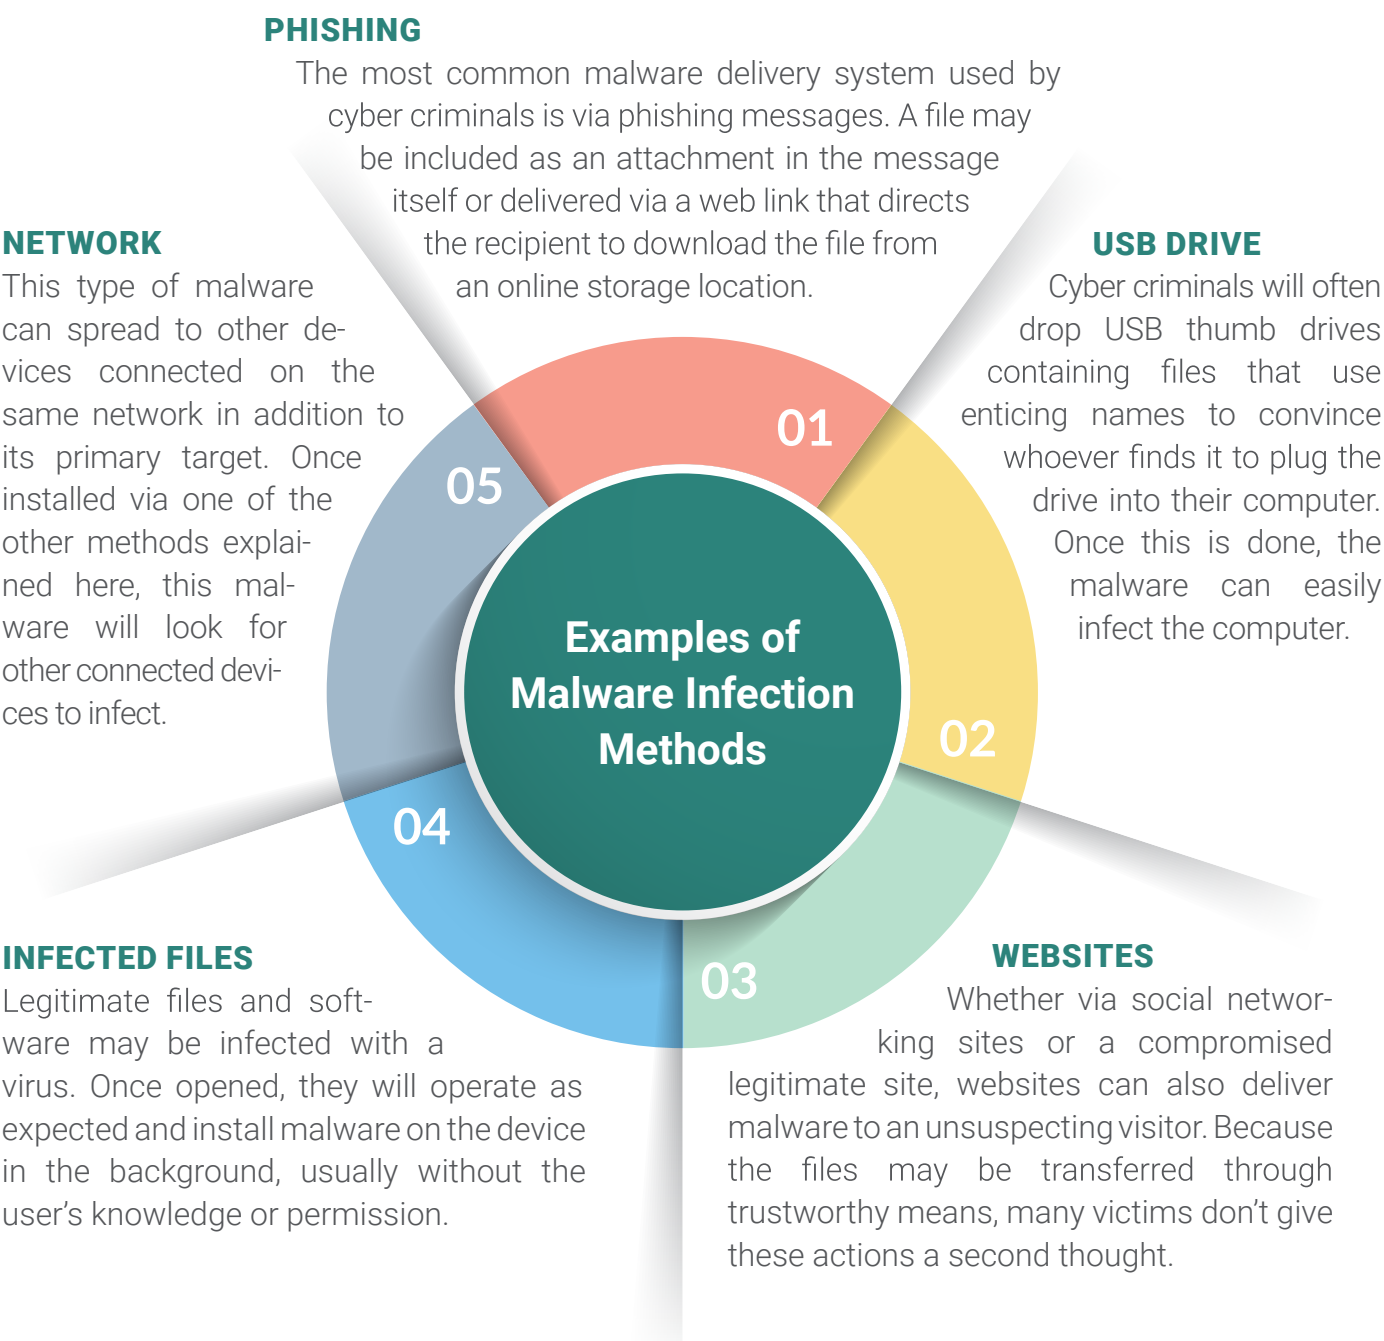 PHISHING
The most common malware delivery system used by
cyber criminals is via phishing messages. A file may
be included as an attachment in the message
itself or delivered via a web link that directs
the recipient to download the file from
an online storage location.
01
USB DRIVE
Cyber criminals will often
drop USB thumb drives
containing files that use
enticing names to convince
whoever finds it to plug the
drive into their computer.
Once this is done, the
malware can easily
infect the computer.
02
WEBSITES
Whether via social networ-
king sites or a compromised
legitimate site, websites can also deliver
malware to an unsuspecting visitor. Because
the files may be transferred through
trustworthy means, many victims don’t give
these actions a second thought.
03
INFECTED FILES
Legitimate files and soft-
ware may be infected with a
virus. Once opened, they will operate as
expected and install malware on the device
in the background, usually without the
user’s knowledge or permission.
04
NETWORK
This type of malware
can spread to other de-
vices connected on the
same network in addition to
its primary target. Once
installed via one of the
other methods explai-
ned here, this mal-
ware will look for
other connected devi-
ces to infect.
05
Examples of
Malware Infection
Methods